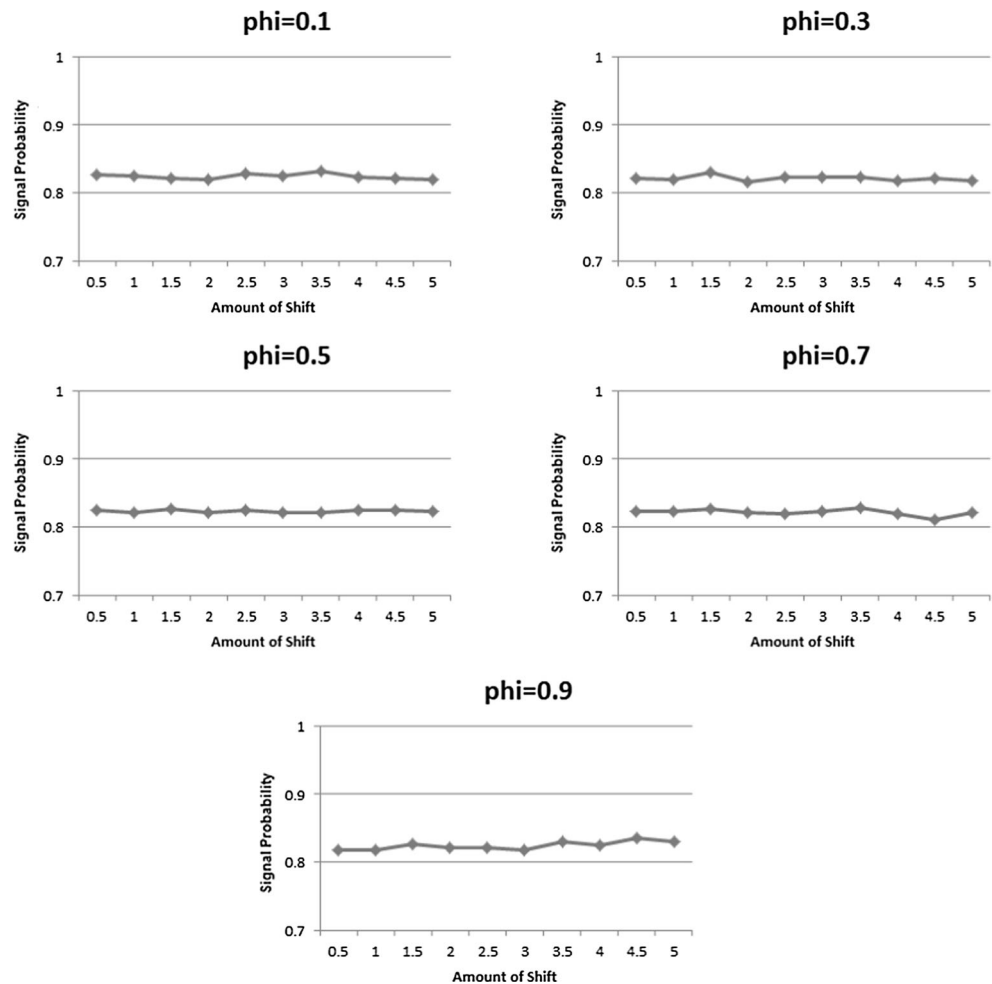 phi=0.1
1
0.9
0.8
0.7
Signal Probability
0.5 1 1.5 2 2.5 3 3.5 4 4.5 5
Amount of Shift
phi=0.3
1
0.9
0.8
0.7
Signal Probability
0.5 1 1.5 2 2.5 3 3.5 4 4.5 5
Amount of Shift
phi=0.5
1
0.9
0.8
0.7
Signal Probability
0.5 1 1.5 2 2.5 3 3.5 4 4.5 5
Amount of Shift
phi=0.7
1
0.9
0.8
0.7
Signal Probability
0.5 1 1.5 2 2.5 3 3.5 4 4.5 5
Amount of Shift
phi=0.9
1
0.9
0.8
0.7
Signal Probability
0.5 1 1.5 2 2.5 3 3.5 4 4.5 5
Amount of Shift